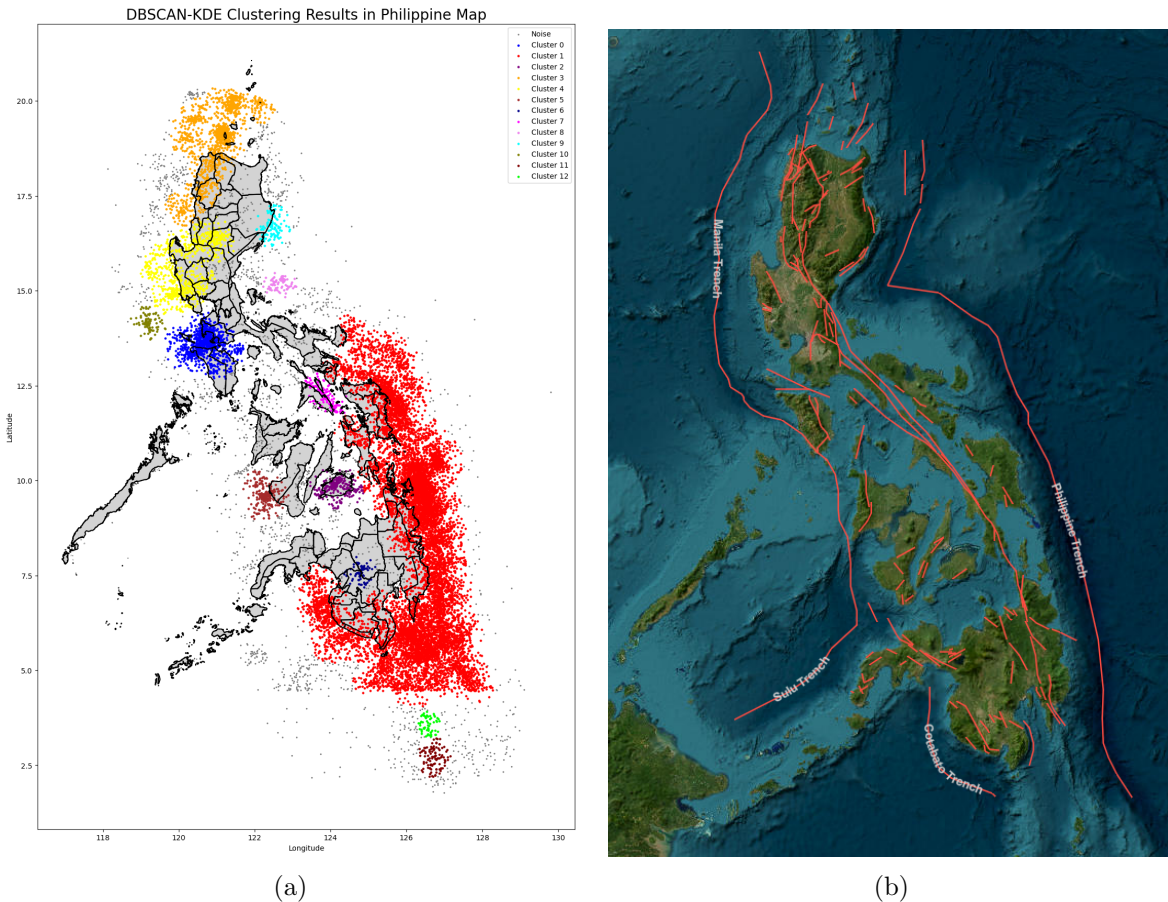 DBSCAN-KDE Clustering Results in Philippine Map
Noise
Cluster 0
Cluster 1
Cluster 2
Cluster 3
Cluster 4
Cluster 5
Cluster 6
Cluster 7
Cluster 8
Cluster 9
Cluster 10
Cluster 11
Cluster 12
20.0
17.5
15.0
12.5
10.0
7.5
5.0
2.5
Latitude
118
120
122
124
126
128
130
Longitude
(a)
Manila Trench
Philippine Trench
Sulu Trench
Cotabato Trench
(b)